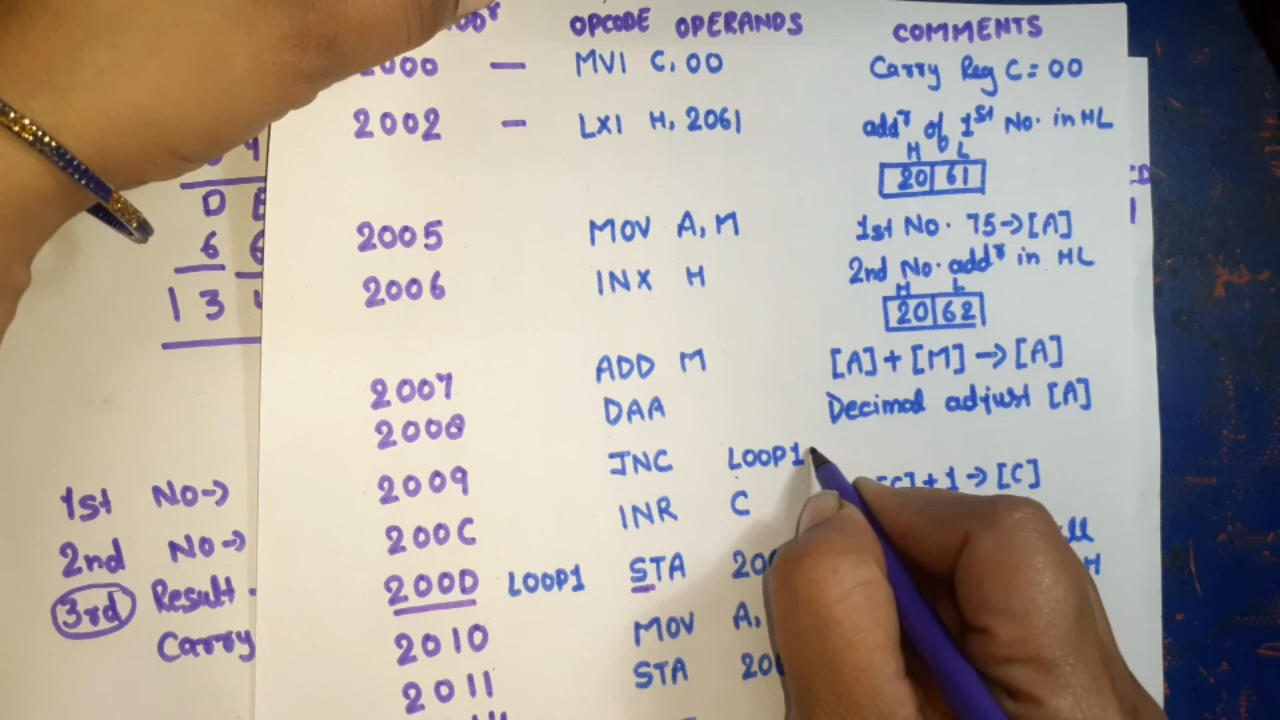 OPCODE OPERANDS COMMENTS
2000 — MVI C,00 Carry Reg C=00
2002 - LXI H, 2061 addr of 1st No. in HL
H L
20 61
2005 MOV A,M 1st No. 75→[A]
2006 INX H 2nd No. addr in HL
H L
20 62
2007 ADD M [A]+[M]→[A]
2008 DAA Decimal adjust [A]
2009 JNC LOOP1
200C INR C [C]+1→[C]
200D LOOP1 STA
2010 MOV A,
2011 STA
D
6 6
1 3
1st No→
2nd No→
3rd Result
Carry